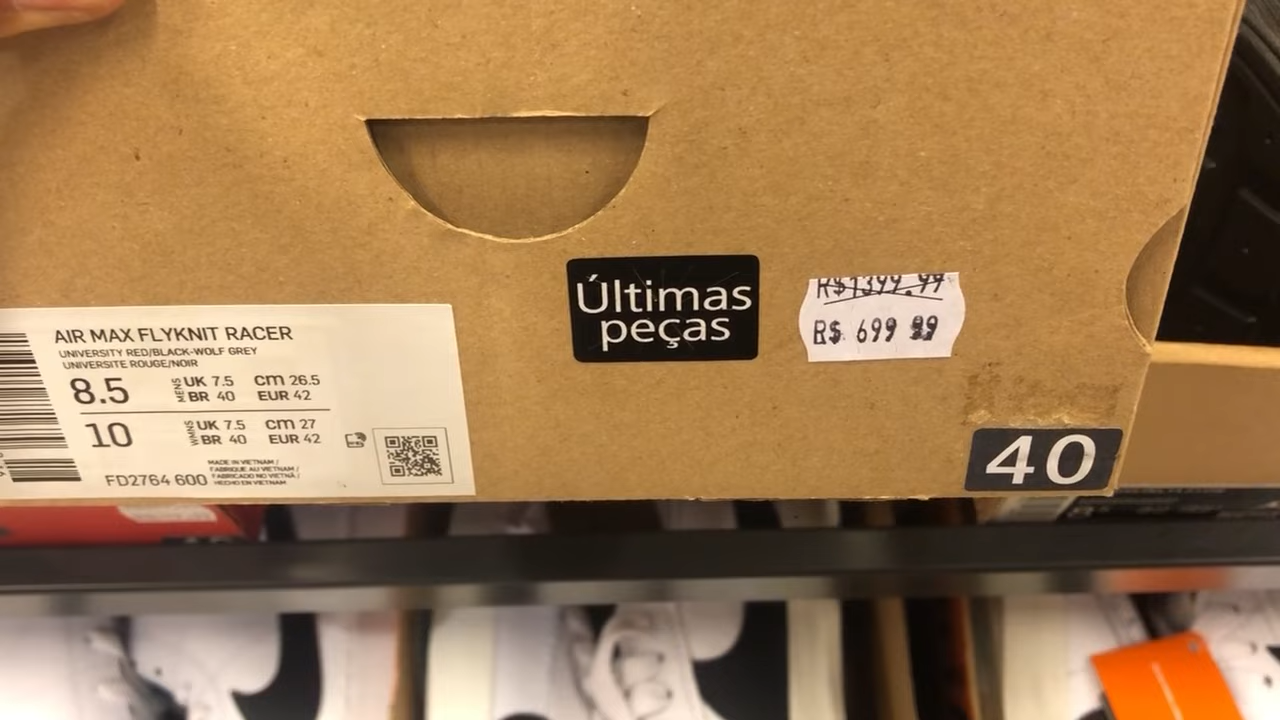 Últimas
peças
R$1399.99
R$ 699 99
AIR MAX FLYKNIT RACER
UNIVERSITY RED/BLACK-WOLF GREY
UNIVERSITE ROUGE/NOIR
8.5 MENS UK 7.5 cm 26.5
BR 40 EUR 42
10 WMNS UK 7.5 cm 27
BR 40 EUR 42
FD2764 600
MADE IN VIETNAM /
FABRIQUE AU VIETNAM /
FABRICADO NO VIETNÃ /
HECHO EN VIETNAM
40